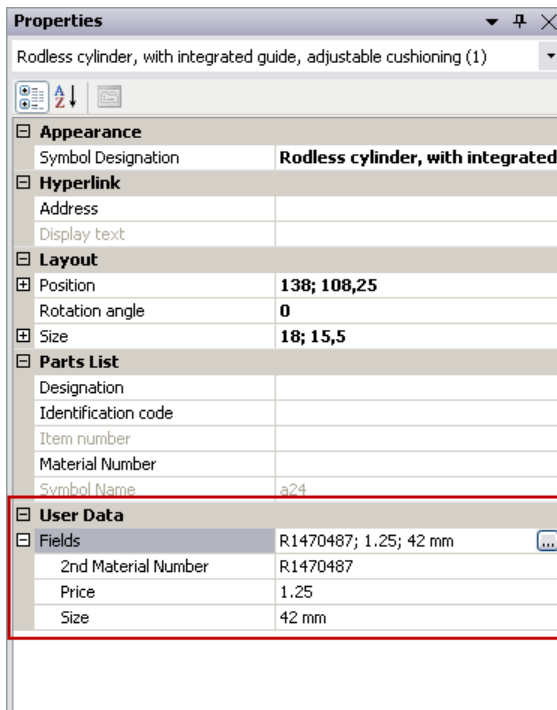 Properties
Rodless cylinder, with integrated guide, adjustable cushioning (1)
Appearance
Symbol Designation Rodless cylinder, with integrated
Hyperlink
Address
Display text
Layout
Position 138; 108,25
Rotation angle 0
Size 18; 15,5
Parts List
Designation
Identification code
Item number
Material Number
Symbol Name a24
User Data
Fields R1470487; 1.25; 42 mm ...
2nd Material Number R1470487
Price 1.25
Size 42 mm